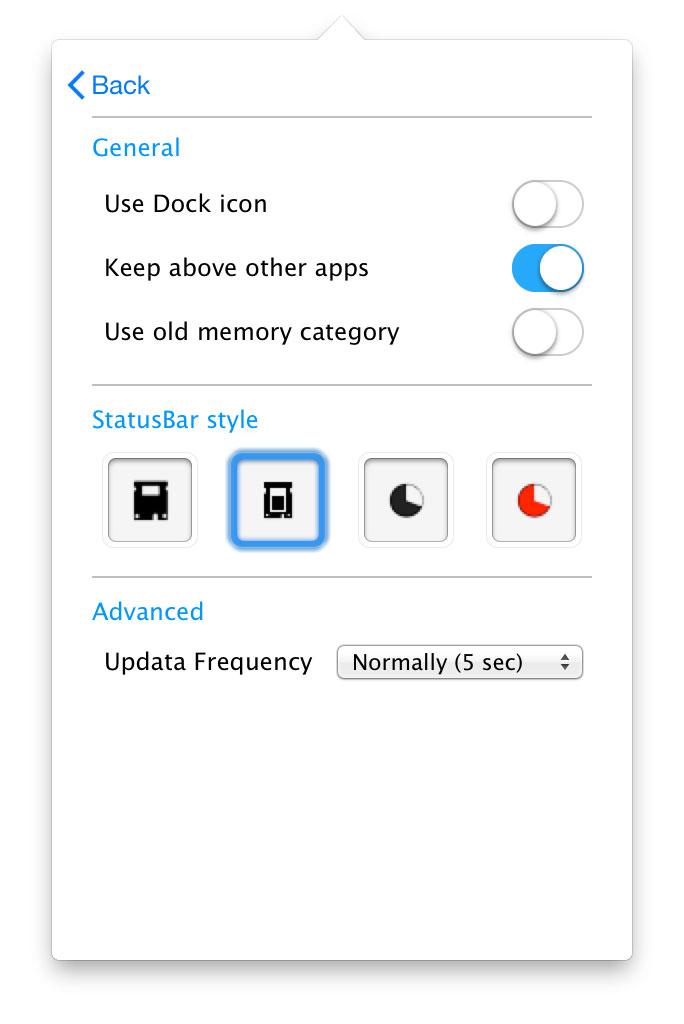 Back
General
Use Dock icon
Keep above other apps
Use old memory category
StatusBar style
Advanced
Updata Frequency Normally (5 sec)